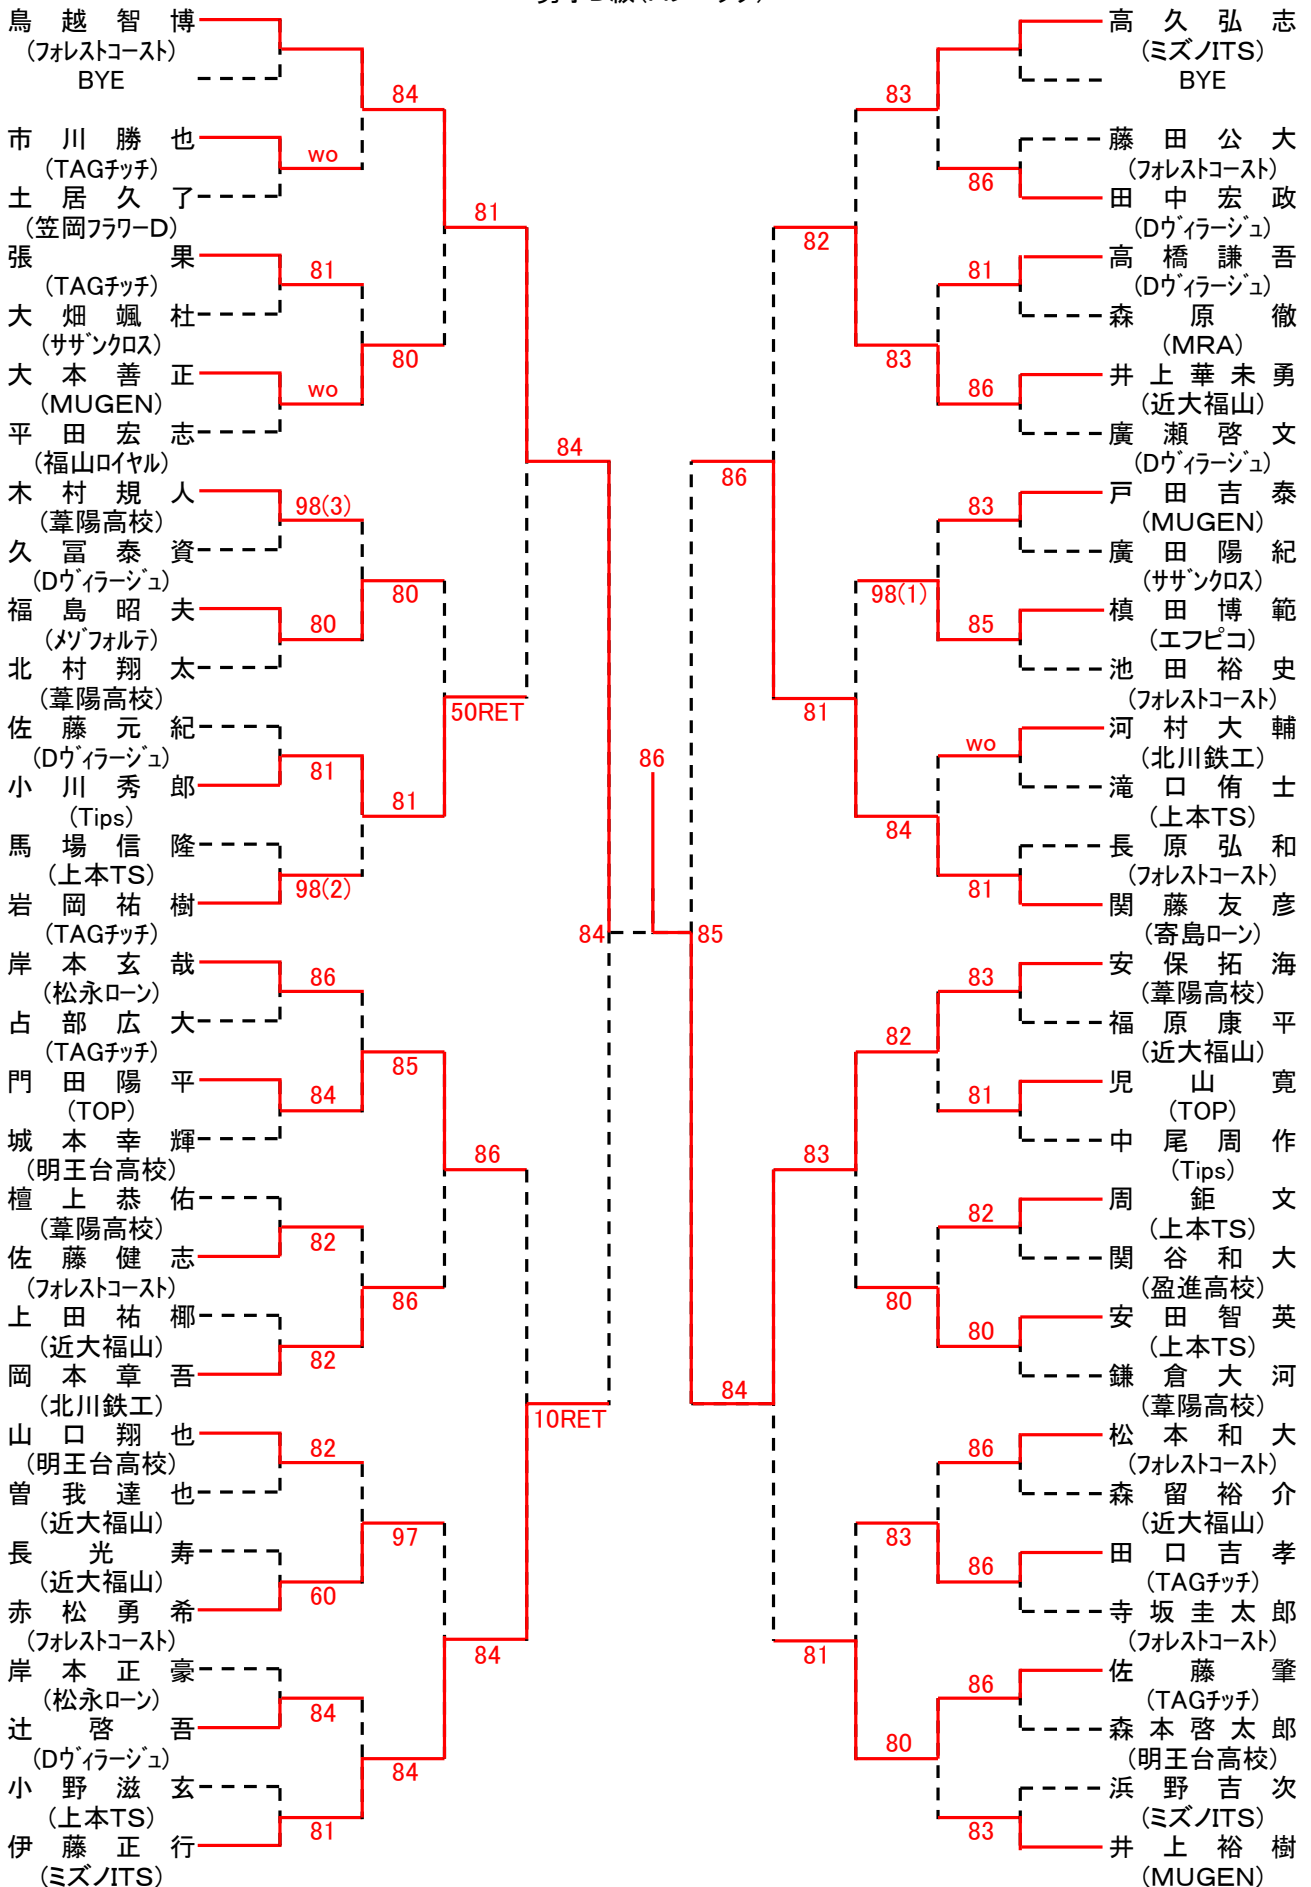 鳥越智博
(フォレストコースト)
BYE
市川勝也
(TAGチッチ)
土居久了
(笠岡フラワーD)
張果
(TAGチッチ)
大畑颯杜
(サザンクロス)
大本善正
(MUGEN)
平田宏志
(福山ロイヤル)
木村規人
(葦陽高校)
久冨泰資
(Dヴィラージュ)
福島昭夫
(メゾフォルテ)
北村翔太
(葦陽高校)
佐藤元紀
(Dヴィラージュ)
小川秀郎
(Tips)
馬場信隆
(上本TS)
岩岡祐樹
(TAGチッチ)
岸本玄哉
(松永ローン)
占部広大
(TAGチッチ)
門田陽平
(TOP)
城本幸輝
(明王台高校)
檀上恭佑
(葦陽高校)
佐藤健志
(フォレストコースト)
上田祐椰
(近大福山)
岡本章吾
(北川鉄工)
山口翔也
(明王台高校)
曽我達也
(近大福山)
長光寿
(近大福山)
赤松勇希
(フォレストコースト)
岸本正豪
(松永ローン)
辻啓吾
(Dヴィラージュ)
小野滋玄
(上本TS)
伊藤正行
(ミズノITS)
wo
81
wo
98(3)
80
81
98(2)
86
84
82
82
82
60
84
81
84
80
80
81
85
86
97
84
81
50RET
86
84
84
10RET
84
86
85
86
84
82
81
83
81
83
83
98(1)
84
82
80
83
80
86
81
86
83
85
wo
81
83
81
82
80
86
86
86
83
高久弘志
(ミズノITS)
BYE
藤田公大
(フォレストコースト)
田中宏政
(Dヴィラージュ)
高橋謙吾
(Dヴィラージュ)
森原徹
(MRA)
井上華未勇
(近大福山)
廣瀬啓文
(Dヴィラージュ)
戸田吉泰
(MUGEN)
廣田陽紀
(サザンクロス)
槙田博範
(エフピコ)
池田裕史
(フォレストコースト)
河村大輔
(北川鉄工)
滝口侑士
(上本TS)
長原弘和
(フォレストコースト)
関藤友彦
(寄島ローン)
安保拓海
(葦陽高校)
福原康平
(近大福山)
児山寛
(TOP)
中尾周作
(Tips)
周鉅文
(上本TS)
関谷和大
(盈進高校)
安田智英
(上本TS)
鎌倉大河
(葦陽高校)
松本和大
(フォレストコースト)
森留裕介
(近大福山)
田口吉孝
(TAGチッチ)
寺坂圭太郎
(フォレストコースト)
佐藤肇
(TAGチッチ)
森本啓太郎
(明王台高校)
浜野吉次
(ミズノITS)
井上裕樹
(MUGEN)